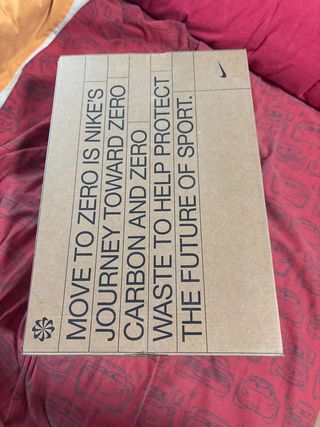 MOVE TO ZERO IS NIKE'S
JOURNEY TOWARD ZERO
CARBON AND ZERO
WASTE TO HELP PROTECT
THE FUTURE OF SPORT.